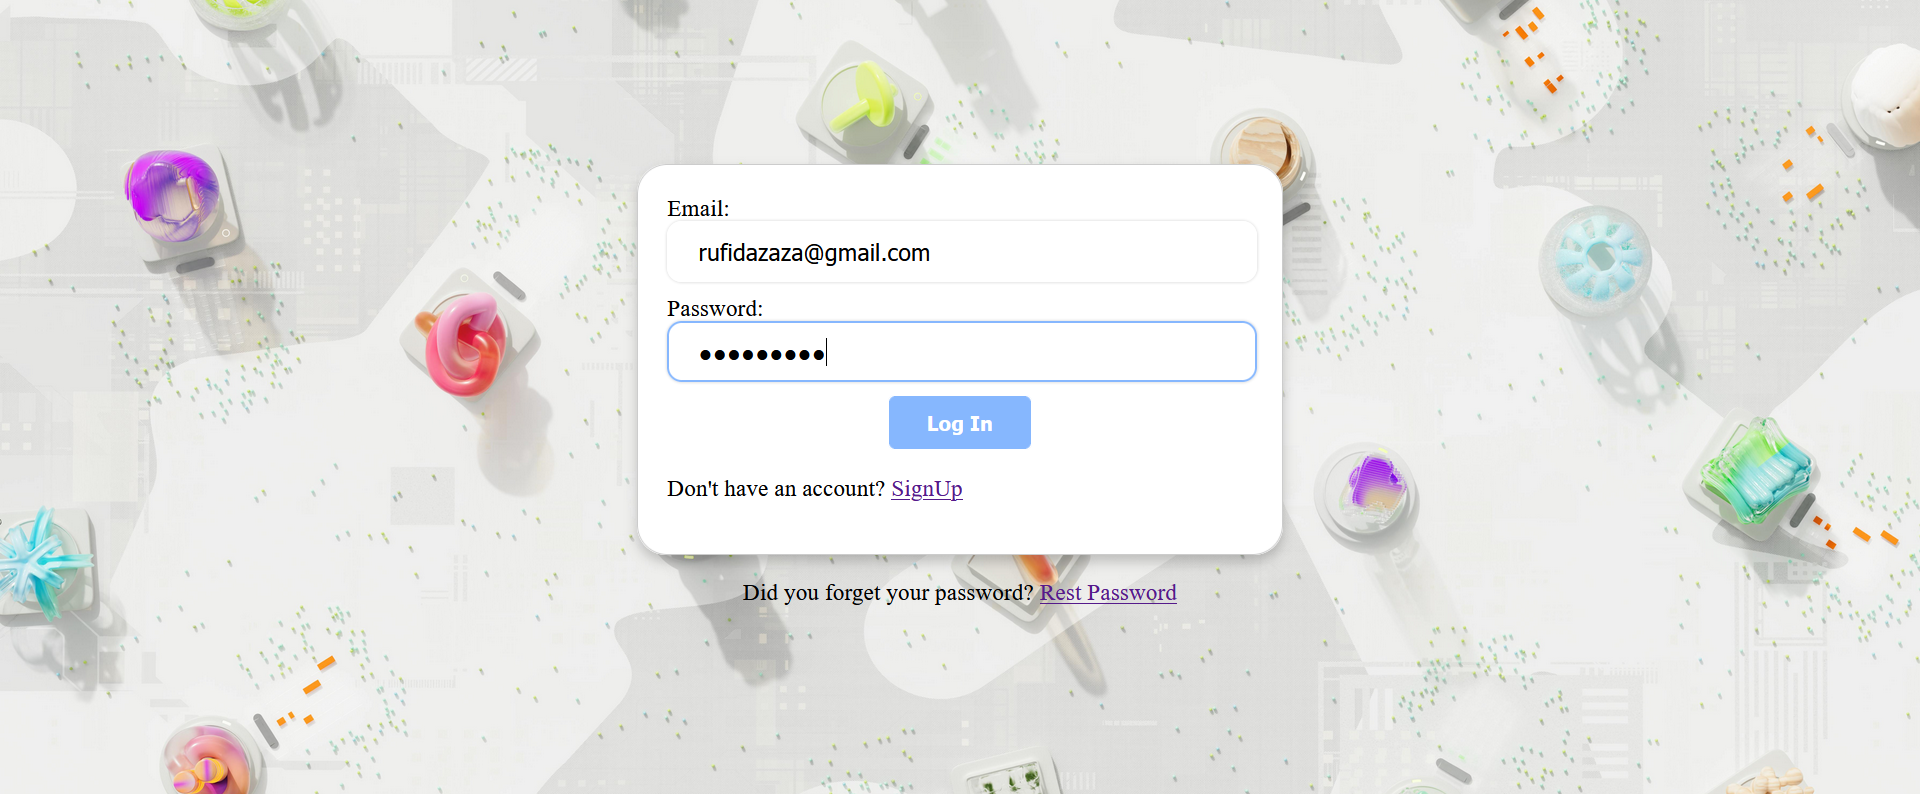 Email:
rufidazaza@gmail.com
Password:
●●●●●●●●●
Log In
Don't have an account? SignUp
Did you forget your password? Rest Password